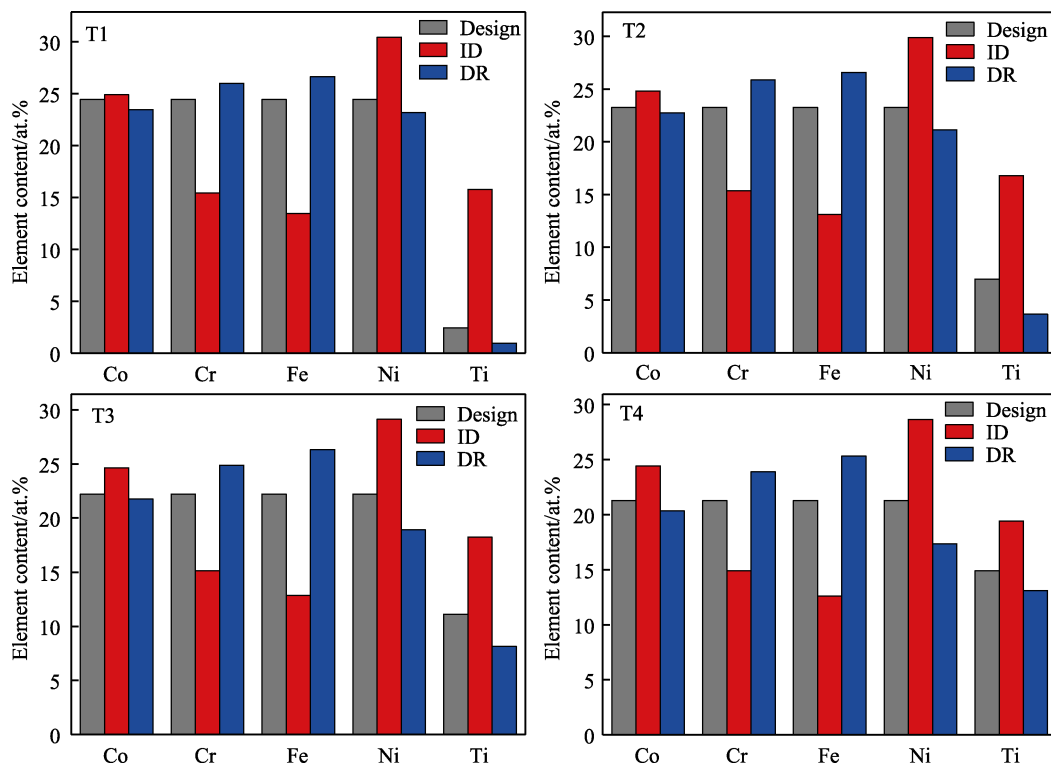 T1
Design
ID
DR
Element content/at.%
30
25
20
15
10
5
0
Co Cr Fe Ni Ti
T2
Design
ID
DR
Element content/at.%
30
25
20
15
10
5
0
Co Cr Fe Ni Ti
T3
Design
ID
DR
Element content/at.%
30
25
20
15
10
5
0
Co Cr Fe Ni Ti
T4
Design
ID
DR
Element content/at.%
30
25
20
15
10
5
0
Co Cr Fe Ni Ti